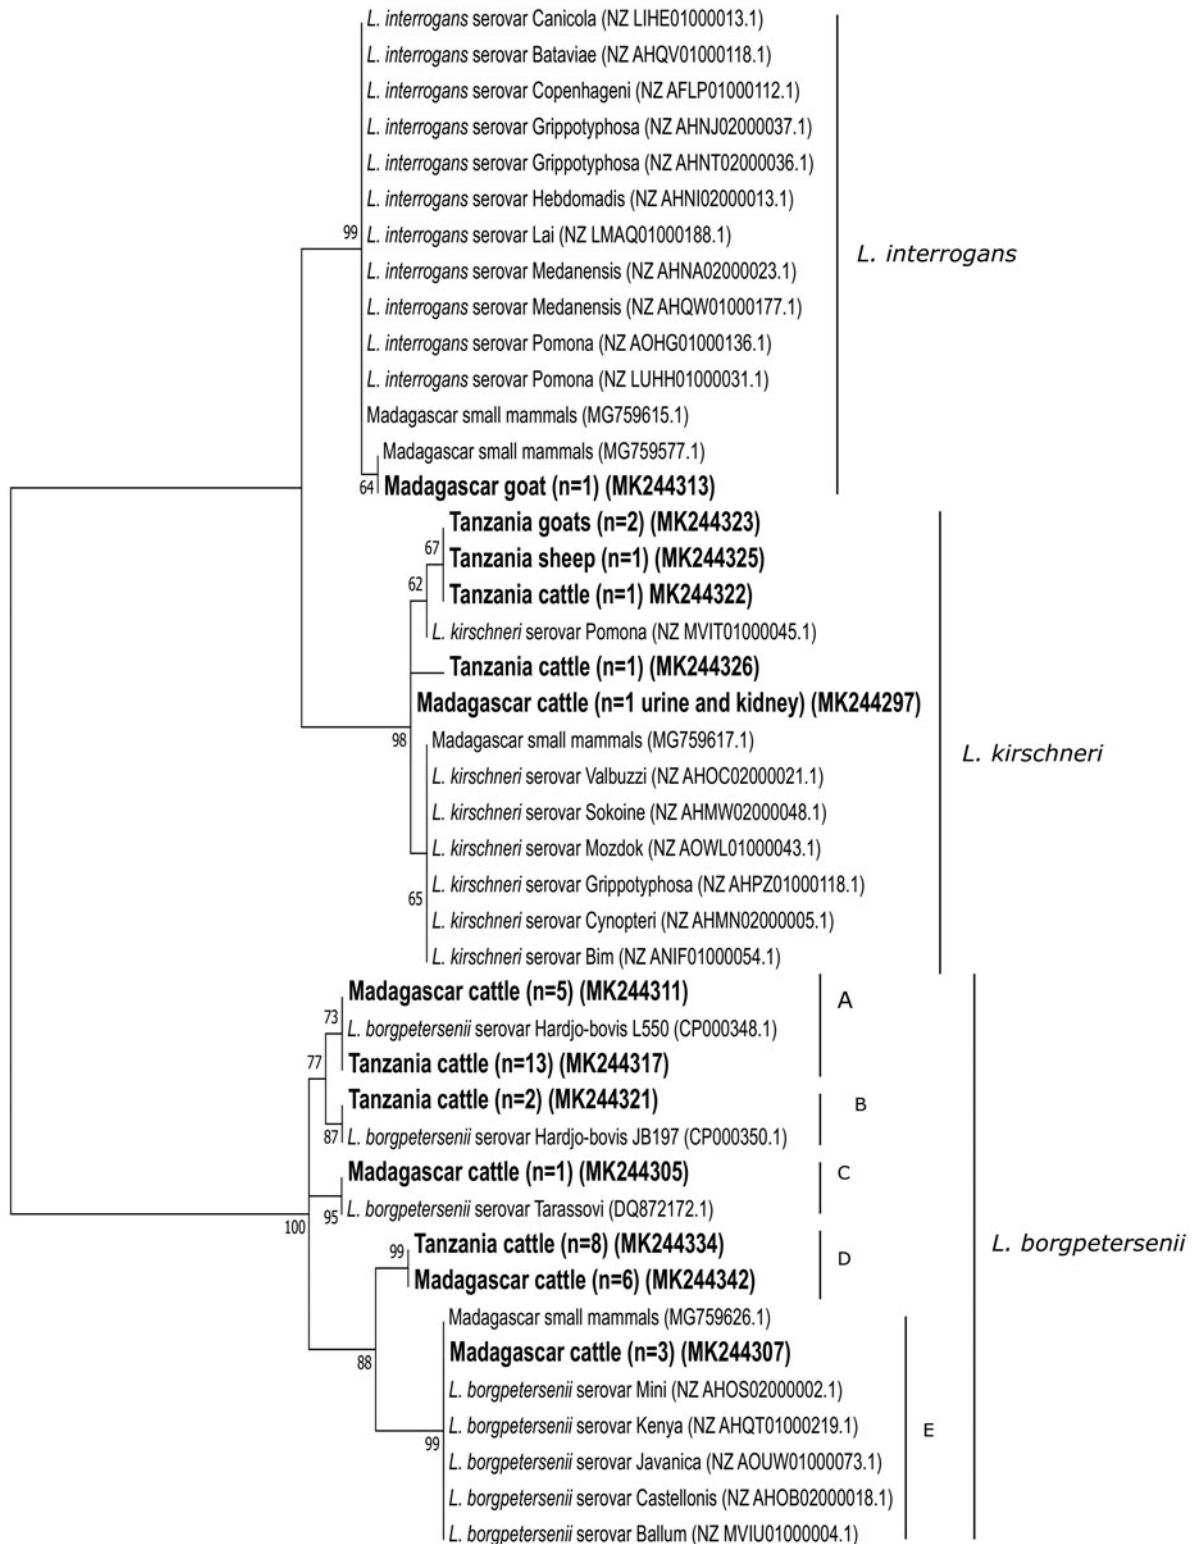 L. interrogans serovar Canicola (NZ LIHE01000013.1)
L. interrogans serovar Bataviae (NZ AHQV01000118.1)
L. interrogans serovar Copenhageni (NZ AFLP01000112.1)
L. interrogans serovar Grippotyphosa (NZ AHNJ02000037.1)
L. interrogans serovar Grippotyphosa (NZ AHNT02000036.1)
L. interrogans serovar Hebdomadis (NZ AHNI02000013.1)
99
L. interrogans serovar Lai (NZ LMAQ01000188.1)
L. interrogans
L. interrogans serovar Medanensis (NZ AHNA02000023.1)
L. interrogans serovar Medanensis (NZ AHQW01000177.1)
L. interrogans serovar Pomona (NZ AOHG01000136.1)
L. interrogans serovar Pomona (NZ LUHH01000031.1)
Madagascar small mammals (MG759615.1)
Madagascar small mammals (MG759577.1)
64
Madagascar goat (n=1) (MK244313)
Tanzania goats (n=2) (MK244323)
67
Tanzania sheep (n=1) (MK244325)
62
Tanzania cattle (n=1) MK244322)
L. kirschneri serovar Pomona (NZ MVIT01000045.1)
Tanzania cattle (n=1) (MK244326)
Madagascar cattle (n=1 urine and kidney) (MK244297)
98
Madagascar small mammals (MG759617.1)
L. kirschneri
L. kirschneri serovar Valbuzzi (NZ AHOC02000021.1)
L. kirschneri serovar Sokoine (NZ AHMW02000048.1)
L. kirschneri serovar Mozdok (NZ AOWL01000043.1)
65
L. kirschneri serovar Grippotyphosa (NZ AHPZ01000118.1)
L. kirschneri serovar Cynopteri (NZ AHMN02000005.1)
L. kirschneri serovar Bim (NZ ANIF01000054.1)
Madagascar cattle (n=5) (MK244311)
A
73
L. borgpetersenii serovar Hardjo-bovis L550 (CP000348.1)
77
Tanzania cattle (n=13) (MK244317)
Tanzania cattle (n=2) (MK244321)
B
87
L. borgpetersenii serovar Hardjo-bovis JB197 (CP000350.1)
Madagascar cattle (n=1) (MK244305)
C
95
L. borgpetersenii serovar Tarassovi (DQ872172.1)
100
99
Tanzania cattle (n=8) (MK244334)
D
L. borgpetersenii
Madagascar cattle (n=6) (MK244342)
Madagascar small mammals (MG759626.1)
88
Madagascar cattle (n=3) (MK244307)
L. borgpetersenii serovar Mini (NZ AHOS02000002.1)
L. borgpetersenii serovar Kenya (NZ AHQT01000219.1)
E
99
L. borgpetersenii serovar Javanica (NZ AOUW01000073.1)
L. borgpetersenii serovar Castellonis (NZ AHOB02000018.1)
L. borgpetersenii serovar Ballum (NZ MVIU01000004.1)